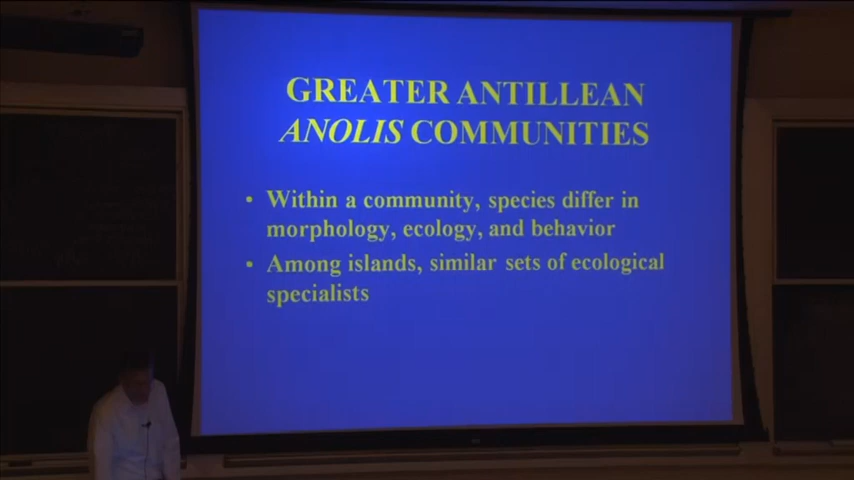 GREATER ANTILLEAN
ANOLIS COMMUNITIES
• Within a community, species differ in
morphology, ecology, and behavior
• Among islands, similar sets of ecological
specialists